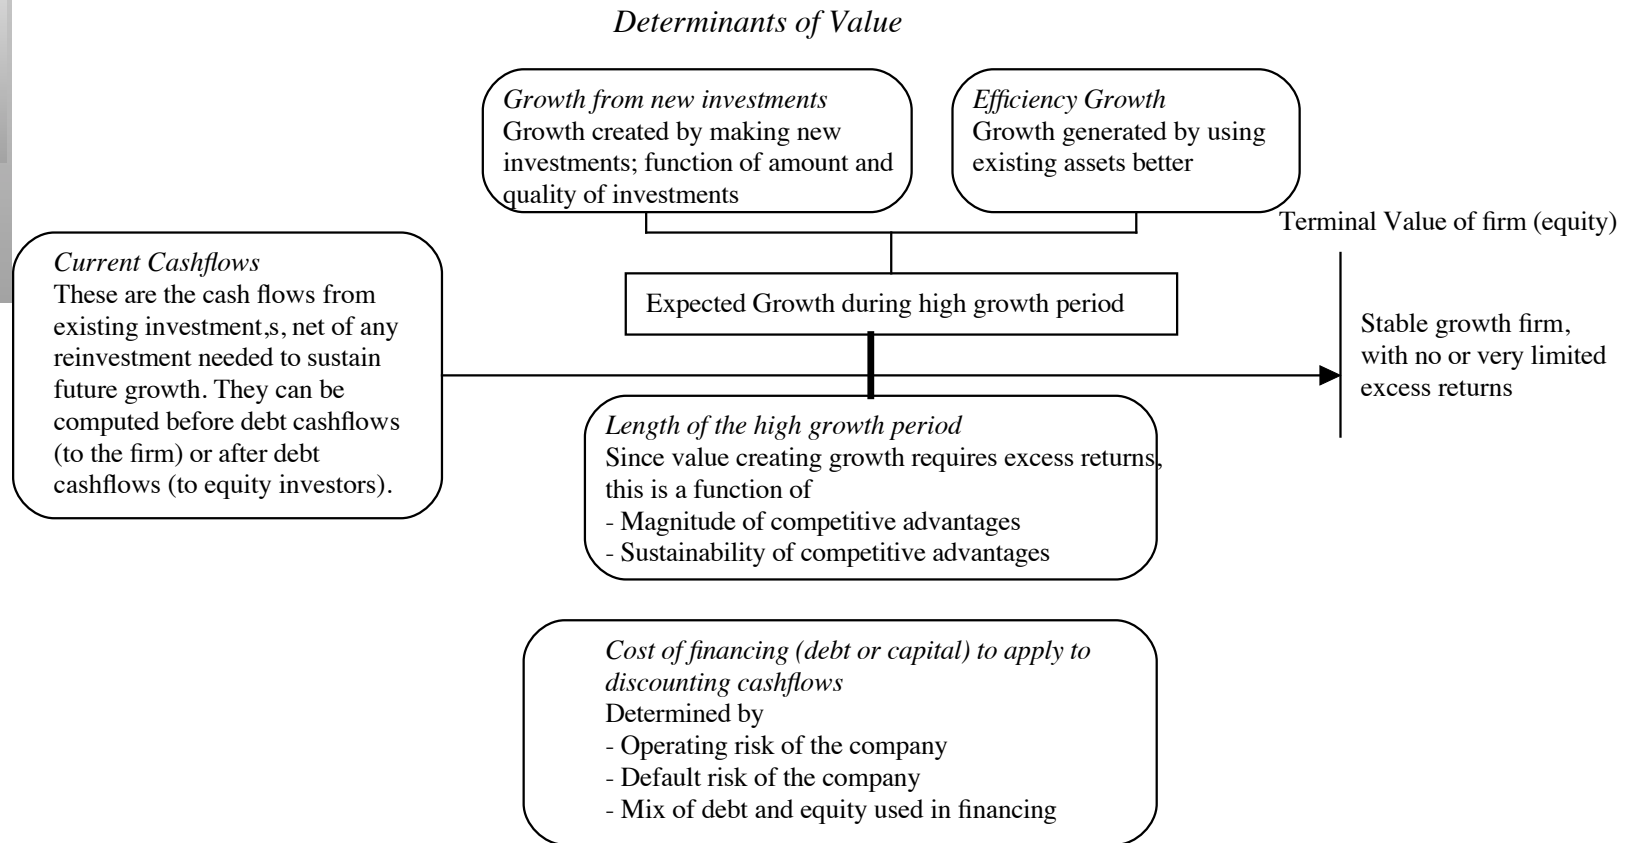 Determinants of Value
Growth from new investments
Growth created by making new
investments; function of amount and
quality of investments
Efficiency Growth
Growth generated by using
existing assets better
Terminal Value of firm (equity)
Current Cashflows
These are the cash flows from
existing investment,s, net of any
reinvestment needed to sustain
future growth. They can be
computed before debt cashflows
(to the firm) or after debt
cashflows (to equity investors).
Expected Growth during high growth period
Stable growth firm,
with no or very limited
excess returns
Length of the high growth period
Since value creating growth requires excess returns,
this is a function of
- Magnitude of competitive advantages
- Sustainability of competitive advantages
Cost of financing (debt or capital) to apply to
discounting cashflows
Determined by
- Operating risk of the company
- Default risk of the company
- Mix of debt and equity used in financing